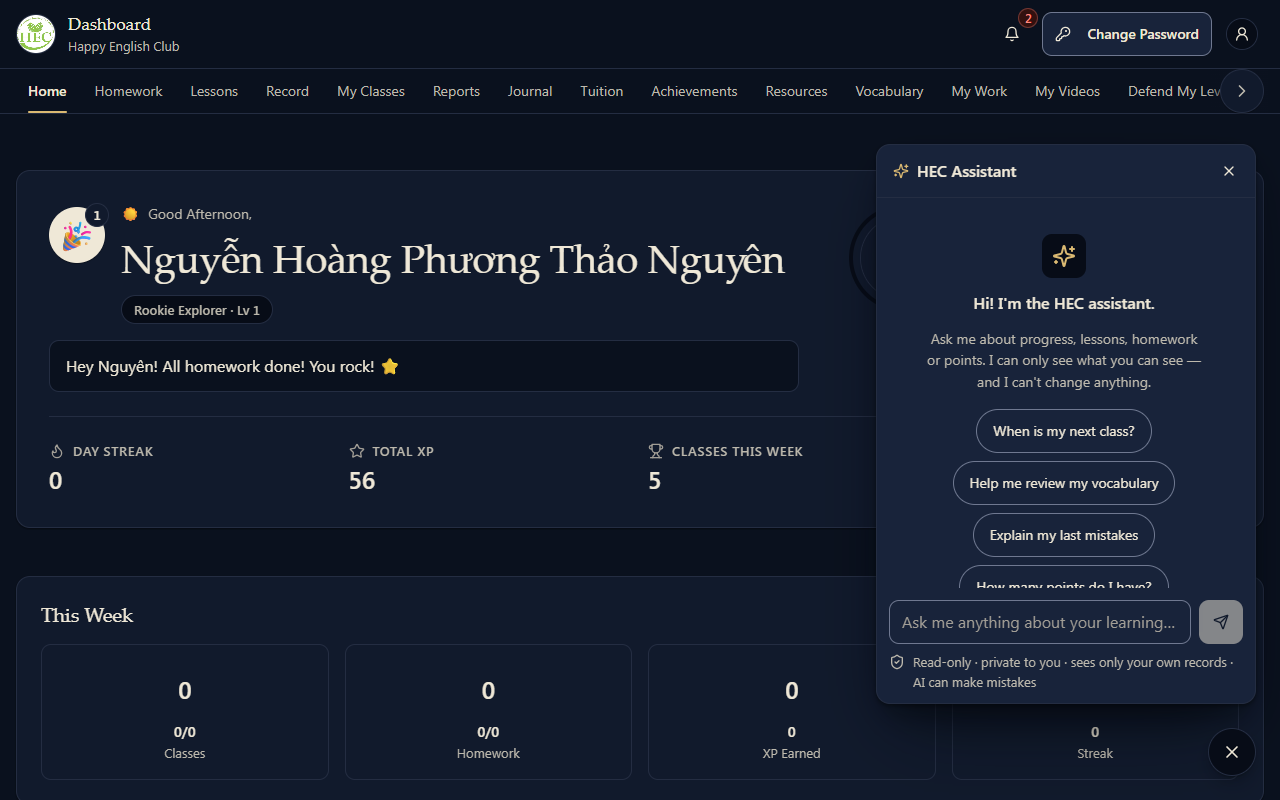 HEC
Dashboard
Happy English Club
2
Change Password
Home
Homework
Lessons
Record
My Classes
Reports
Journal
Tuition
Achievements
Resources
Vocabulary
My Work
My Videos
Defend My Lev
1
Good Afternoon,
Nguyễn Hoàng Phương Thảo Nguyên
Rookie Explorer · Lv 1
Hey Nguyên! All homework done! You rock! ⭐
DAY STREAK
0
TOTAL XP
56
CLASSES THIS WEEK
5
This Week
0
0/0
Classes
0
0/0
Homework
0
0
XP Earned
0
Streak
HEC Assistant
Hi! I'm the HEC assistant.
Ask me about progress, lessons, homework
or points. I can only see what you can see —
and I can't change anything.
When is my next class?
Help me review my vocabulary
Explain my last mistakes
How many points do I have?
Ask me anything about your learning...
Read-only · private to you · sees only your own records ·
AI can make mistakes